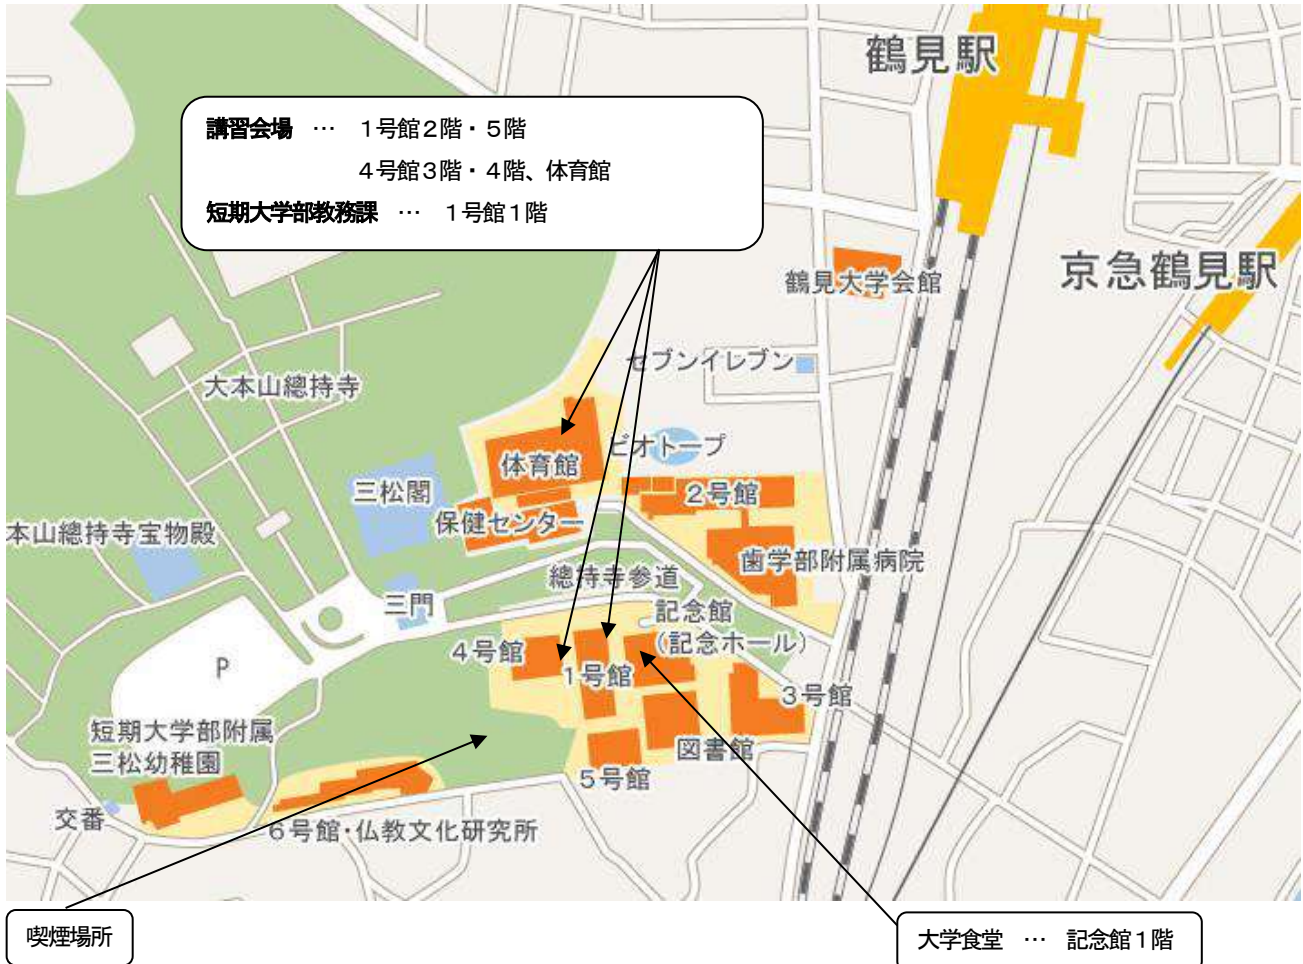 鶴見駅
講習会場 … 1号館2階・5階
4号館3階・4階、体育館
短期大学部教務課 … 1号館1階
京急鶴見駅
鶴見大学会館
セブンイレブン
大本山總持寺
ビオトープ
体育館
三松閣
2号館
保健センター
本山總持寺宝物殿
歯学部附属病院
總持寺参道
三門
記念館
(記念ホール)
4号館
P
1号館
3号館
短期大学部附属
三松幼稚園
図書館
5号館
交番
6号館・仏教文化研究所
喫煙場所
大学食堂 … 記念館1階